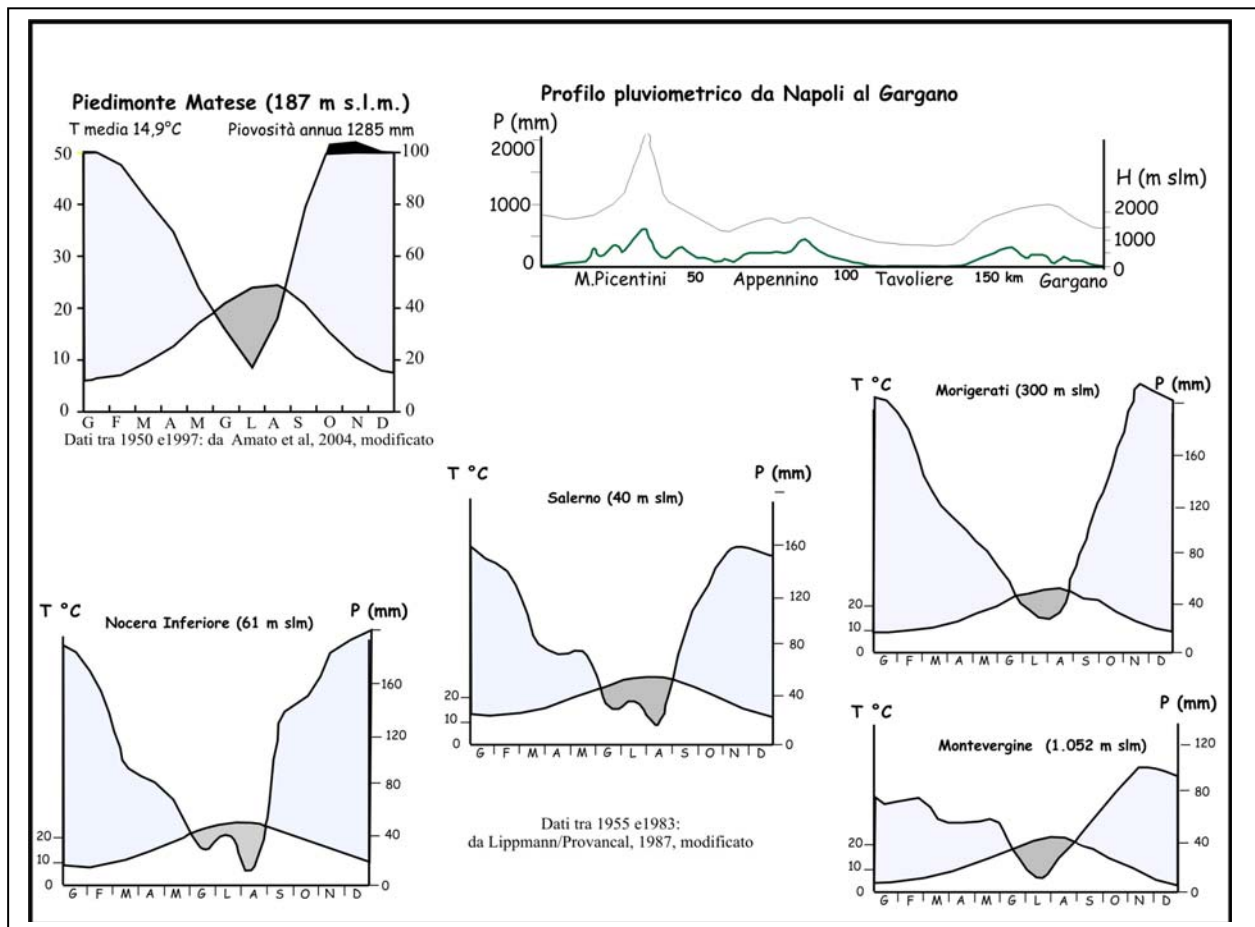 Piedimonte Matese (187 m s.l.m.)
T media 14,9°C Piovosità annua 1285 mm
50
40
30
20
10
0
100
80
60
40
20
0
G F M A M G L A S O N D
Dati tra 1950 e1997: da Amato et al, 2004, modificato
Profilo pluviometrico da Napoli al Gargano
P (mm)
2000
1000
0
H (m slm)
2000
1000
0
M.Picentini 50 Appennino 100 Tavoliere 150 km Gargano
T °C P (mm)
Morigerati (300 m slm)
160
120
80
40
0
20
10
0
G F M A M G L A S O N D
T °C P (mm)
Salerno (40 m slm)
160
120
80
40
0
20
10
0
G F M A M G L A S O N D
Dati tra 1955 e1983:
da Lippmann/Provancal, 1987, modificato
T °C P (mm)
Nocera Inferiore (61 m slm)
160
120
80
40
0
20
10
0
G F M A M G L A S O N D
T °C P (mm)
Montevergine (1.052 m slm)
120
80
40
0
20
10
0
G F M A M G L A S O N D